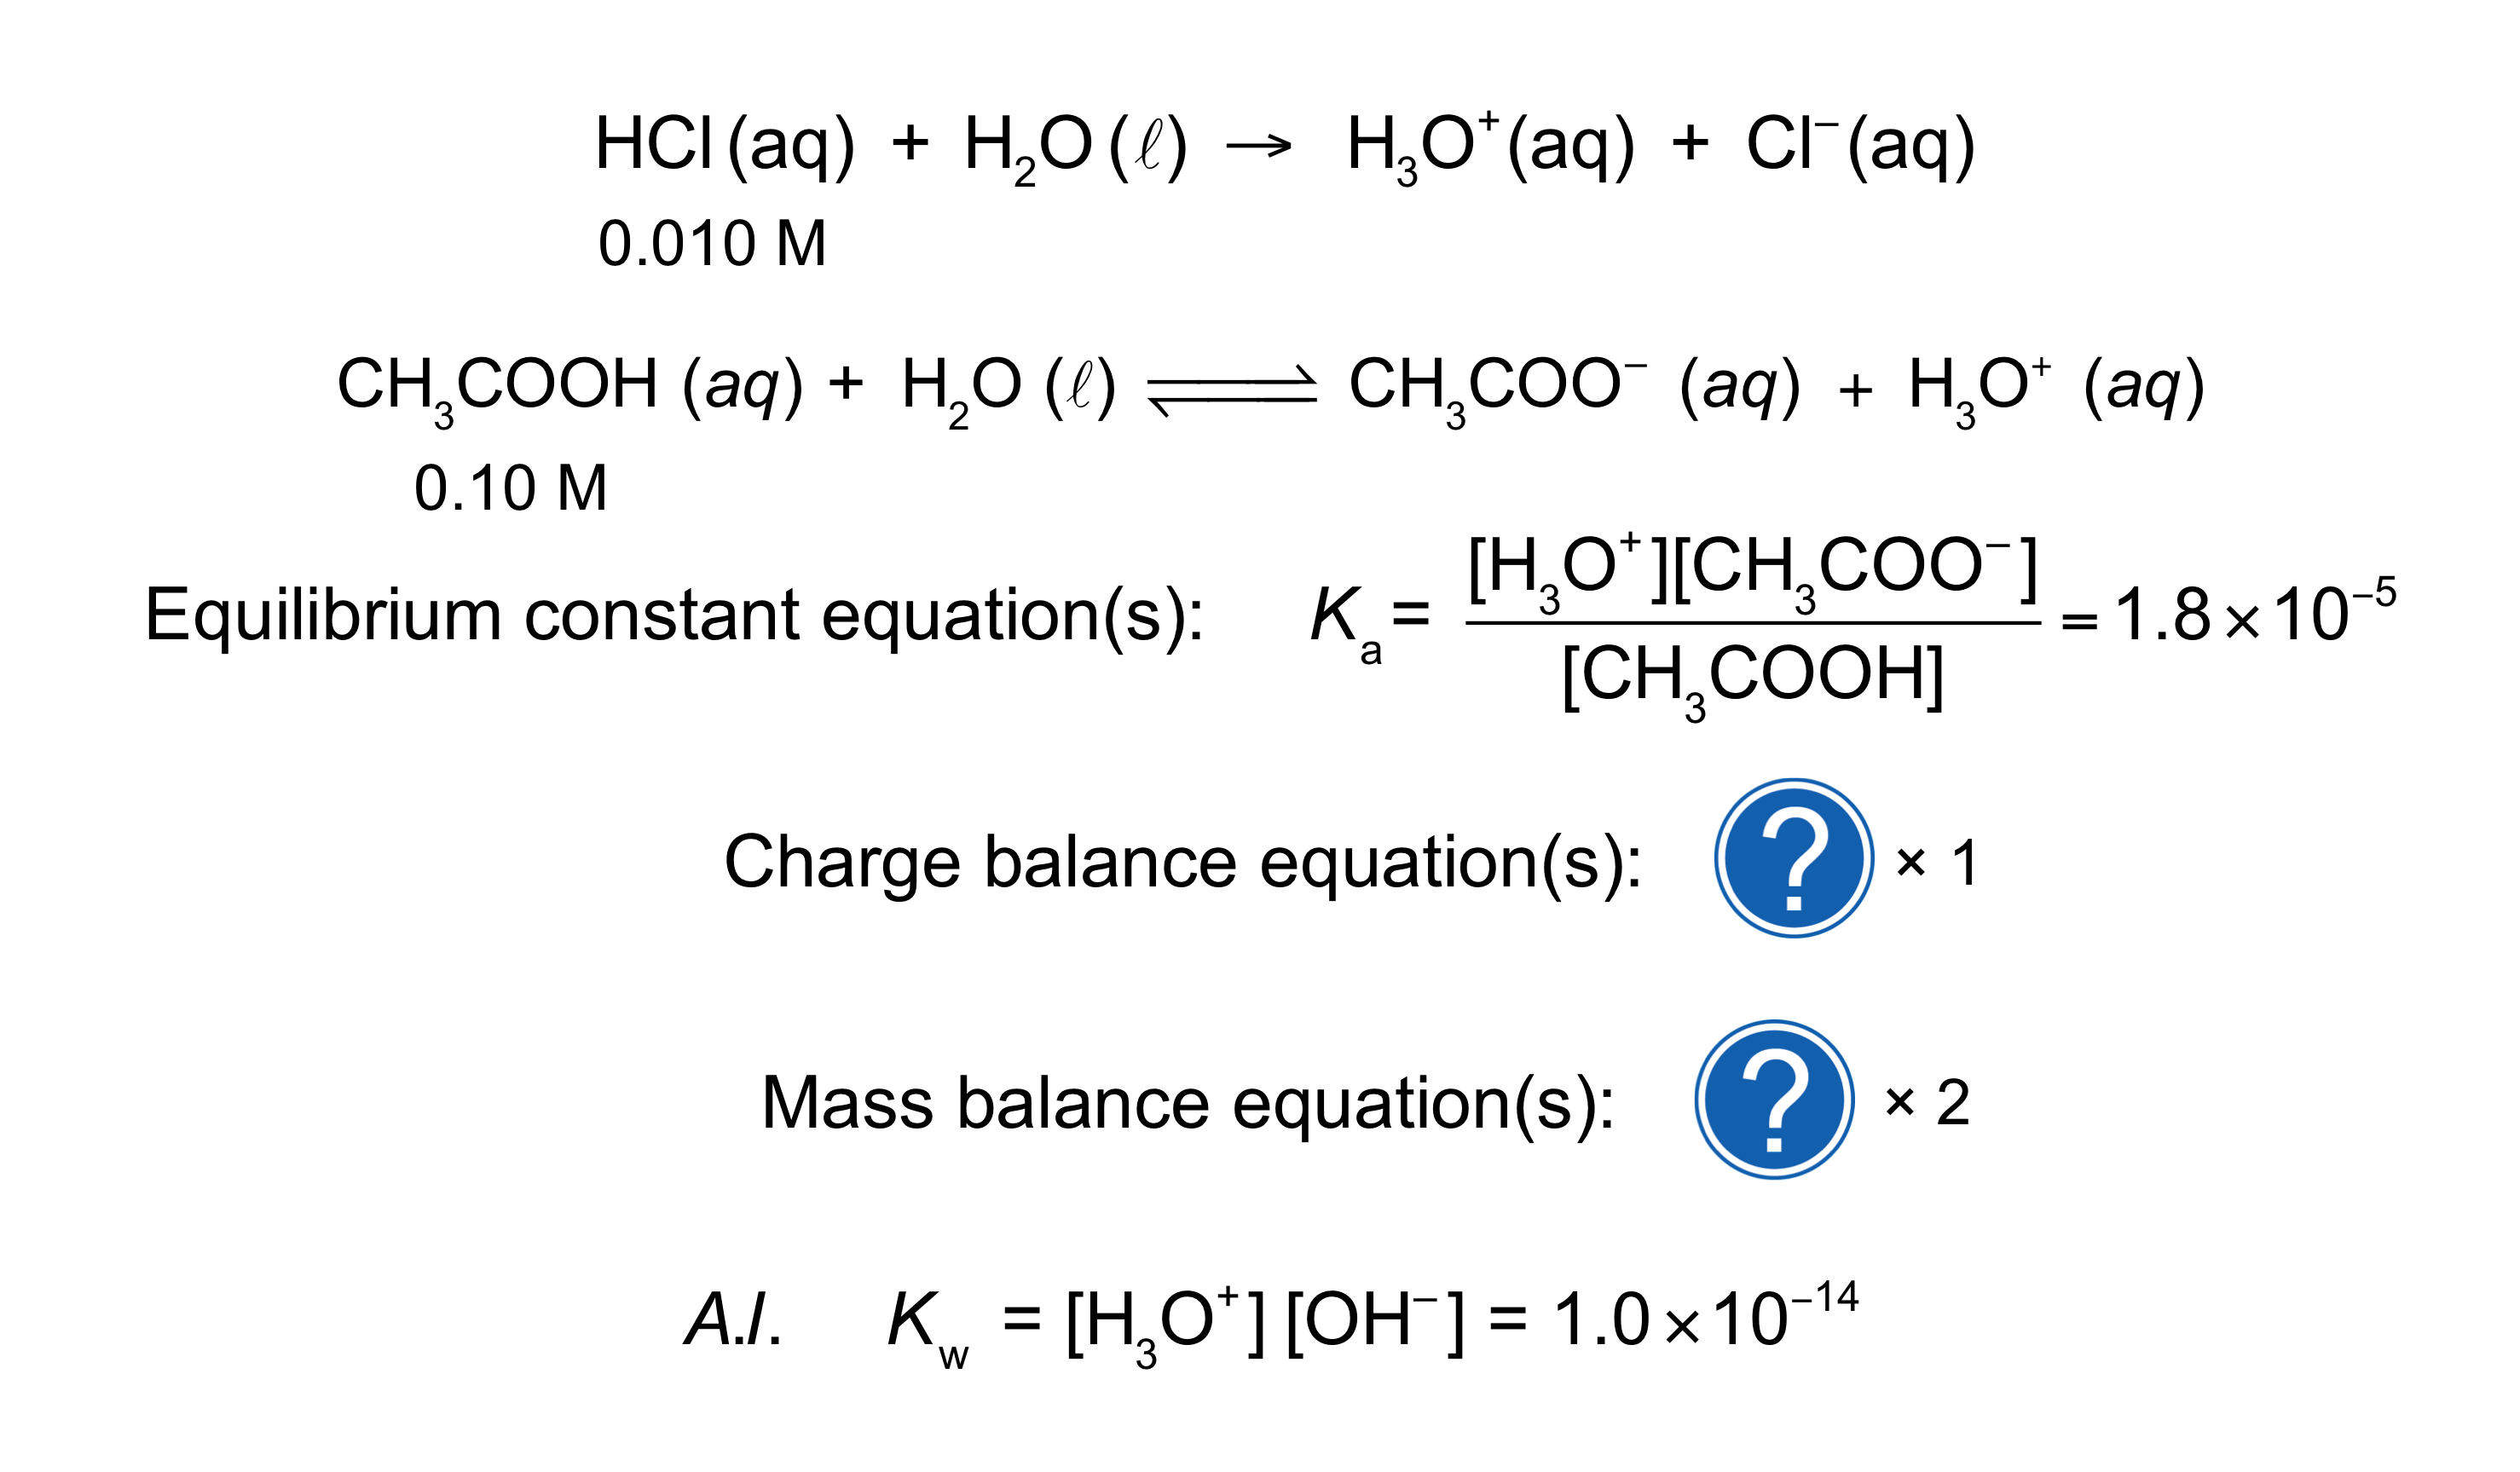 HCl (aq) + H₂O (ℓ) → H₃O⁺ (aq) + Cl⁻ (aq)
0.010 M
CH₃COOH (aq) + H₂O (ℓ) ⇌ CH₃COO⁻ (aq) + H₃O⁺ (aq)
0.10 M
Equilibrium constant equation(s): Kₐ = [H₃O⁺][CH₃COO⁻] / [CH₃COOH] = 1.8 × 10⁻⁵
Charge balance equation(s): ? × 1
Mass balance equation(s): ? × 2
A.I. K_w = [H₃O⁺] [OH⁻] = 1.0 × 10⁻¹⁴